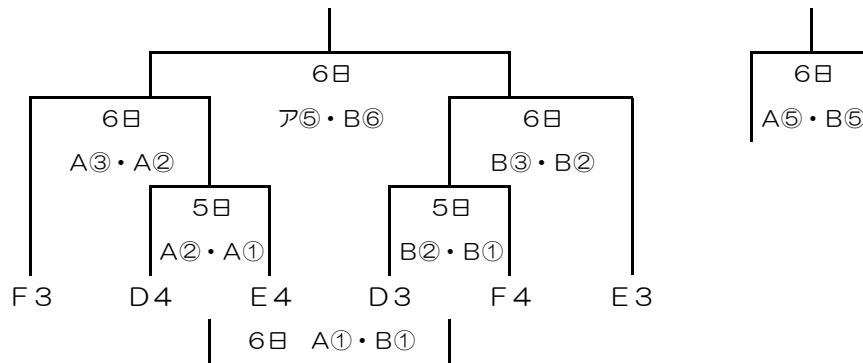 6日 6日
6日 ア⑤・B⑥ 6日 A⑤・B⑤
A③・A② B③・B②
5日 5日
A②・A① B②・B①
F3 D4 E4 D3 F4 E3
6日 A①・B①